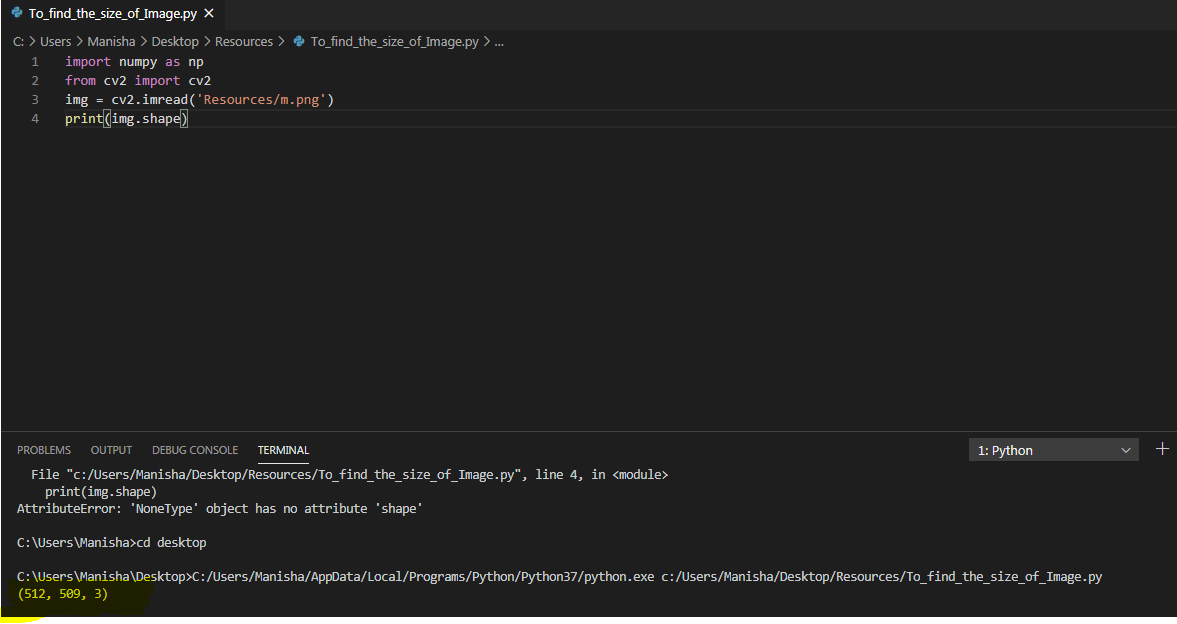 To_find_the_size_of_Image.py ×
C: > Users > Manisha > Desktop > Resources > To_find_the_size_of_Image.py > ...
1 import numpy as np
2 from cv2 import cv2
3 img = cv2.imread('Resources/m.png')
4 print(img.shape)
PROBLEMS OUTPUT DEBUG CONSOLE TERMINAL 1: Python +
File "c:/Users/Manisha/Desktop/Resources/To_find_the_size_of_Image.py", line 4, in <module>
print(img.shape)
AttributeError: 'NoneType' object has no attribute 'shape'
C:\Users\Manisha>cd desktop
C:\Users\Manisha\Desktop>C:/Users/Manisha/AppData/Local/Programs/Python/Python37/python.exe c:/Users/Manisha/Desktop/Resources/To_find_the_size_of_Image.py
(512, 509, 3)